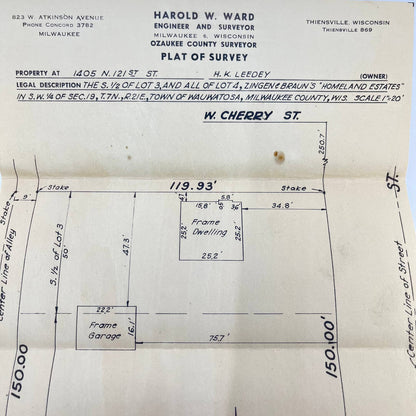 823 W. ATKINSON AVENUE
PHONE CONCORD 3782
MILWAUKEE
HAROLD W. WARD
ENGINEER AND SURVEYOR
MILWAUKEE 6, WISCONSIN
OZAUKEE COUNTY SURVEYOR
THIENSVILLE, WISCONSIN
THIENSVILLE 869
PLAT OF SURVEY
PROPERTY AT 1405 N. 121ST ST. H.K. LEEDEY (OWNER)
LEGAL DESCRIPTION THE S. 1/2 OF LOT 3, AND ALL OF LOT 4, ZINGEN & BRAUN'S "HOMELAND ESTATES"
IN S.W. 1/4 OF SEC. 19, T.7N., R.21E, TOWN OF WAUWATOSA, MILWAUKEE COUNTY, WIS. SCALE 1"=20'
W. CHERRY ST.
250.7'
ST.
Stake
119.93'
Stake
Stake
9'
4.7
15.8'
5.8'
.05
3.6'
34.8'
25.2'
Frame
Dwelling
25.2'
25.2'
S. 1/2 of Lot 3
50'
47.3'
22.2'
Frame
Garage
16.1'
75.7'
150.00
150.00'
Center Line of Alley
Center Line of Street